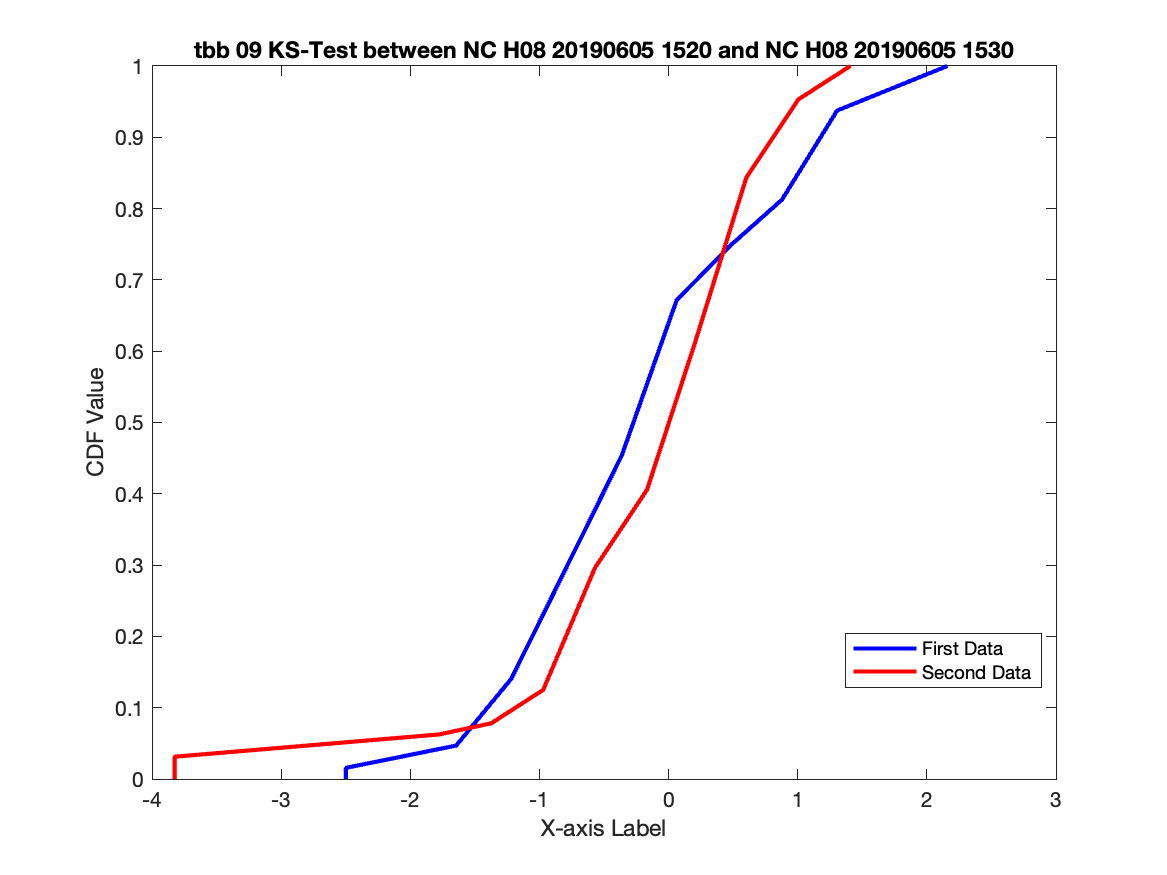 tbb 09 KS-Test between NC H08 20190605 1520 and NC H08 20190605 1530
1
0.9
0.8
0.7
0.6
0.5
0.4
0.3
0.2
0.1
0
CDF Value
First Data
Second Data
-4 -3 -2 -1 0 1 2 3
X-axis Label